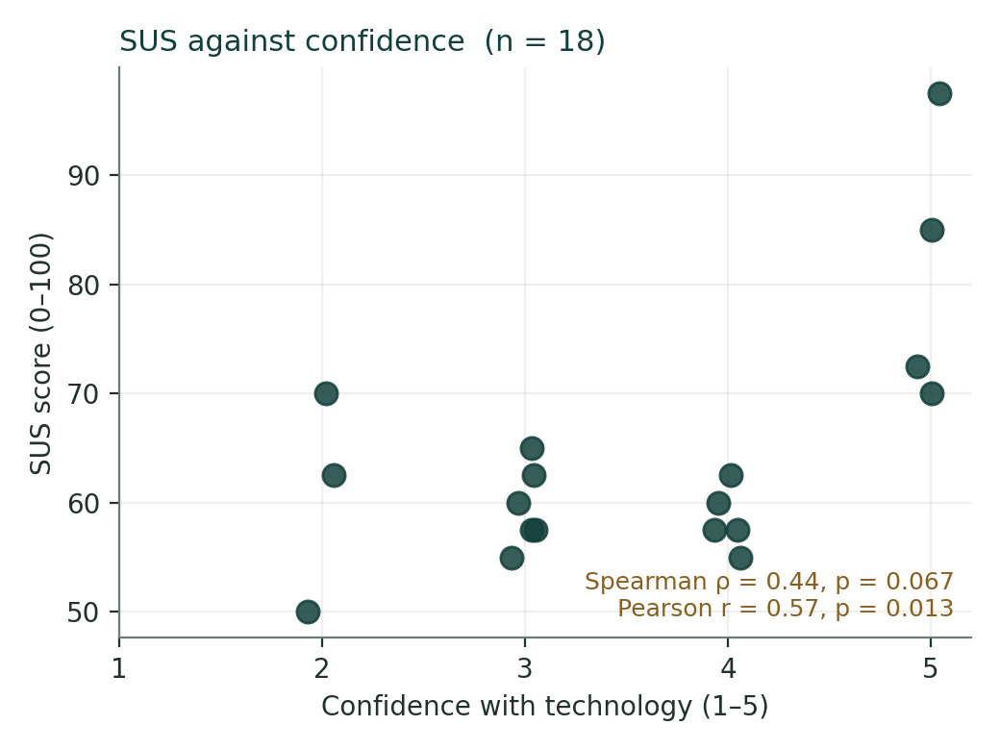 SUS against confidence  (n = 18)
SUS score (0–100)
90
80
70
60
50
Spearman ρ = 0.44, p = 0.067
Pearson r = 0.57, p = 0.013
1 2 3 4 5
Confidence with technology (1–5)